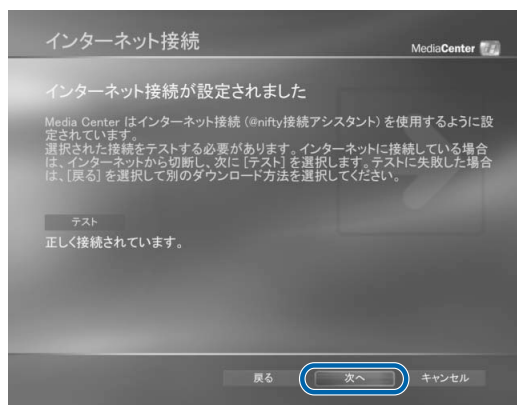 インターネット接続
MediaCenter
インターネット接続が設定されました
Media Center はインターネット接続 (@nifty接続アシスタント) を使用するように設
定されています。
選択された接続をテストする必要があります。インターネットに接続している場合
は、インターネットから切断し、次に [テスト] を選択します。テストに失敗した場合
は、[戻る] を選択して別のダウンロード方法を選択してください。
テスト
正しく接続されています。
戻る 次へ キャンセル